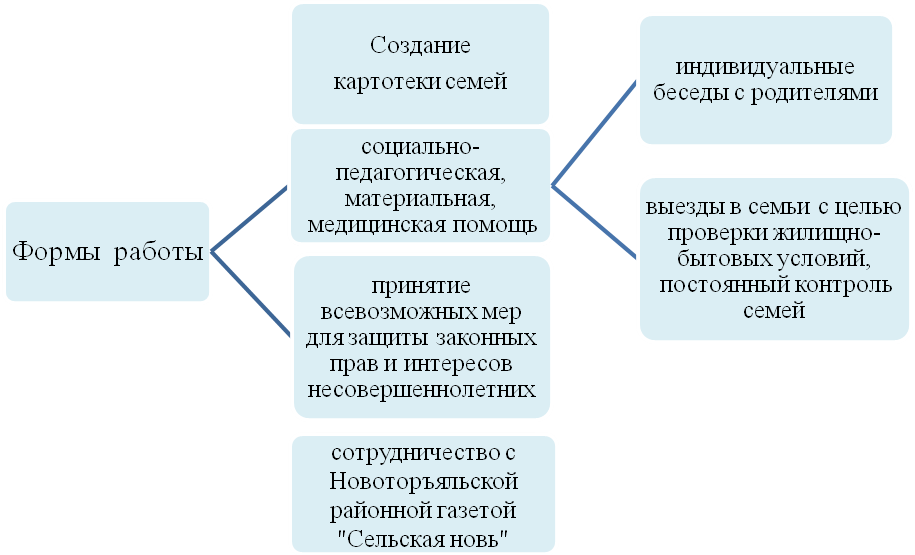 Формы работы
Создание
картотеки семей
социально-
педагогическая,
материальная,
медицинская помощь
принятие
всевозможных мер
для защиты законных
прав и интересов
несовершеннолетних
сотрудничество с
Новоторъяльской
районной газетой
"Сельская новь"
индивидуальные
беседы с родителями
выезды в семьи с целью
проверки жилищно-
бытовых условий,
постоянный контроль
семей